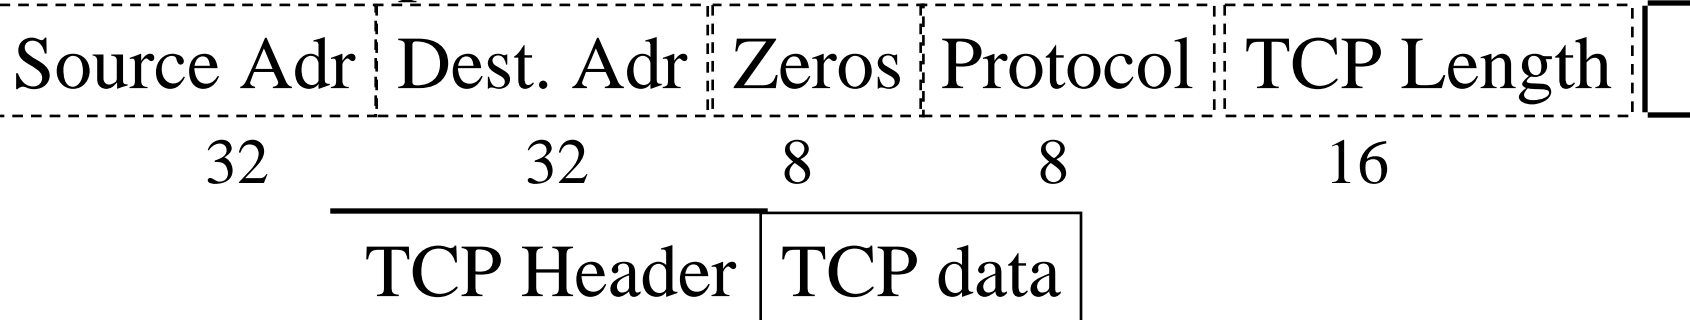 Source Adr Dest. Adr Zeros Protocol TCP Length
32 32 8 8 16
TCP Header TCP data